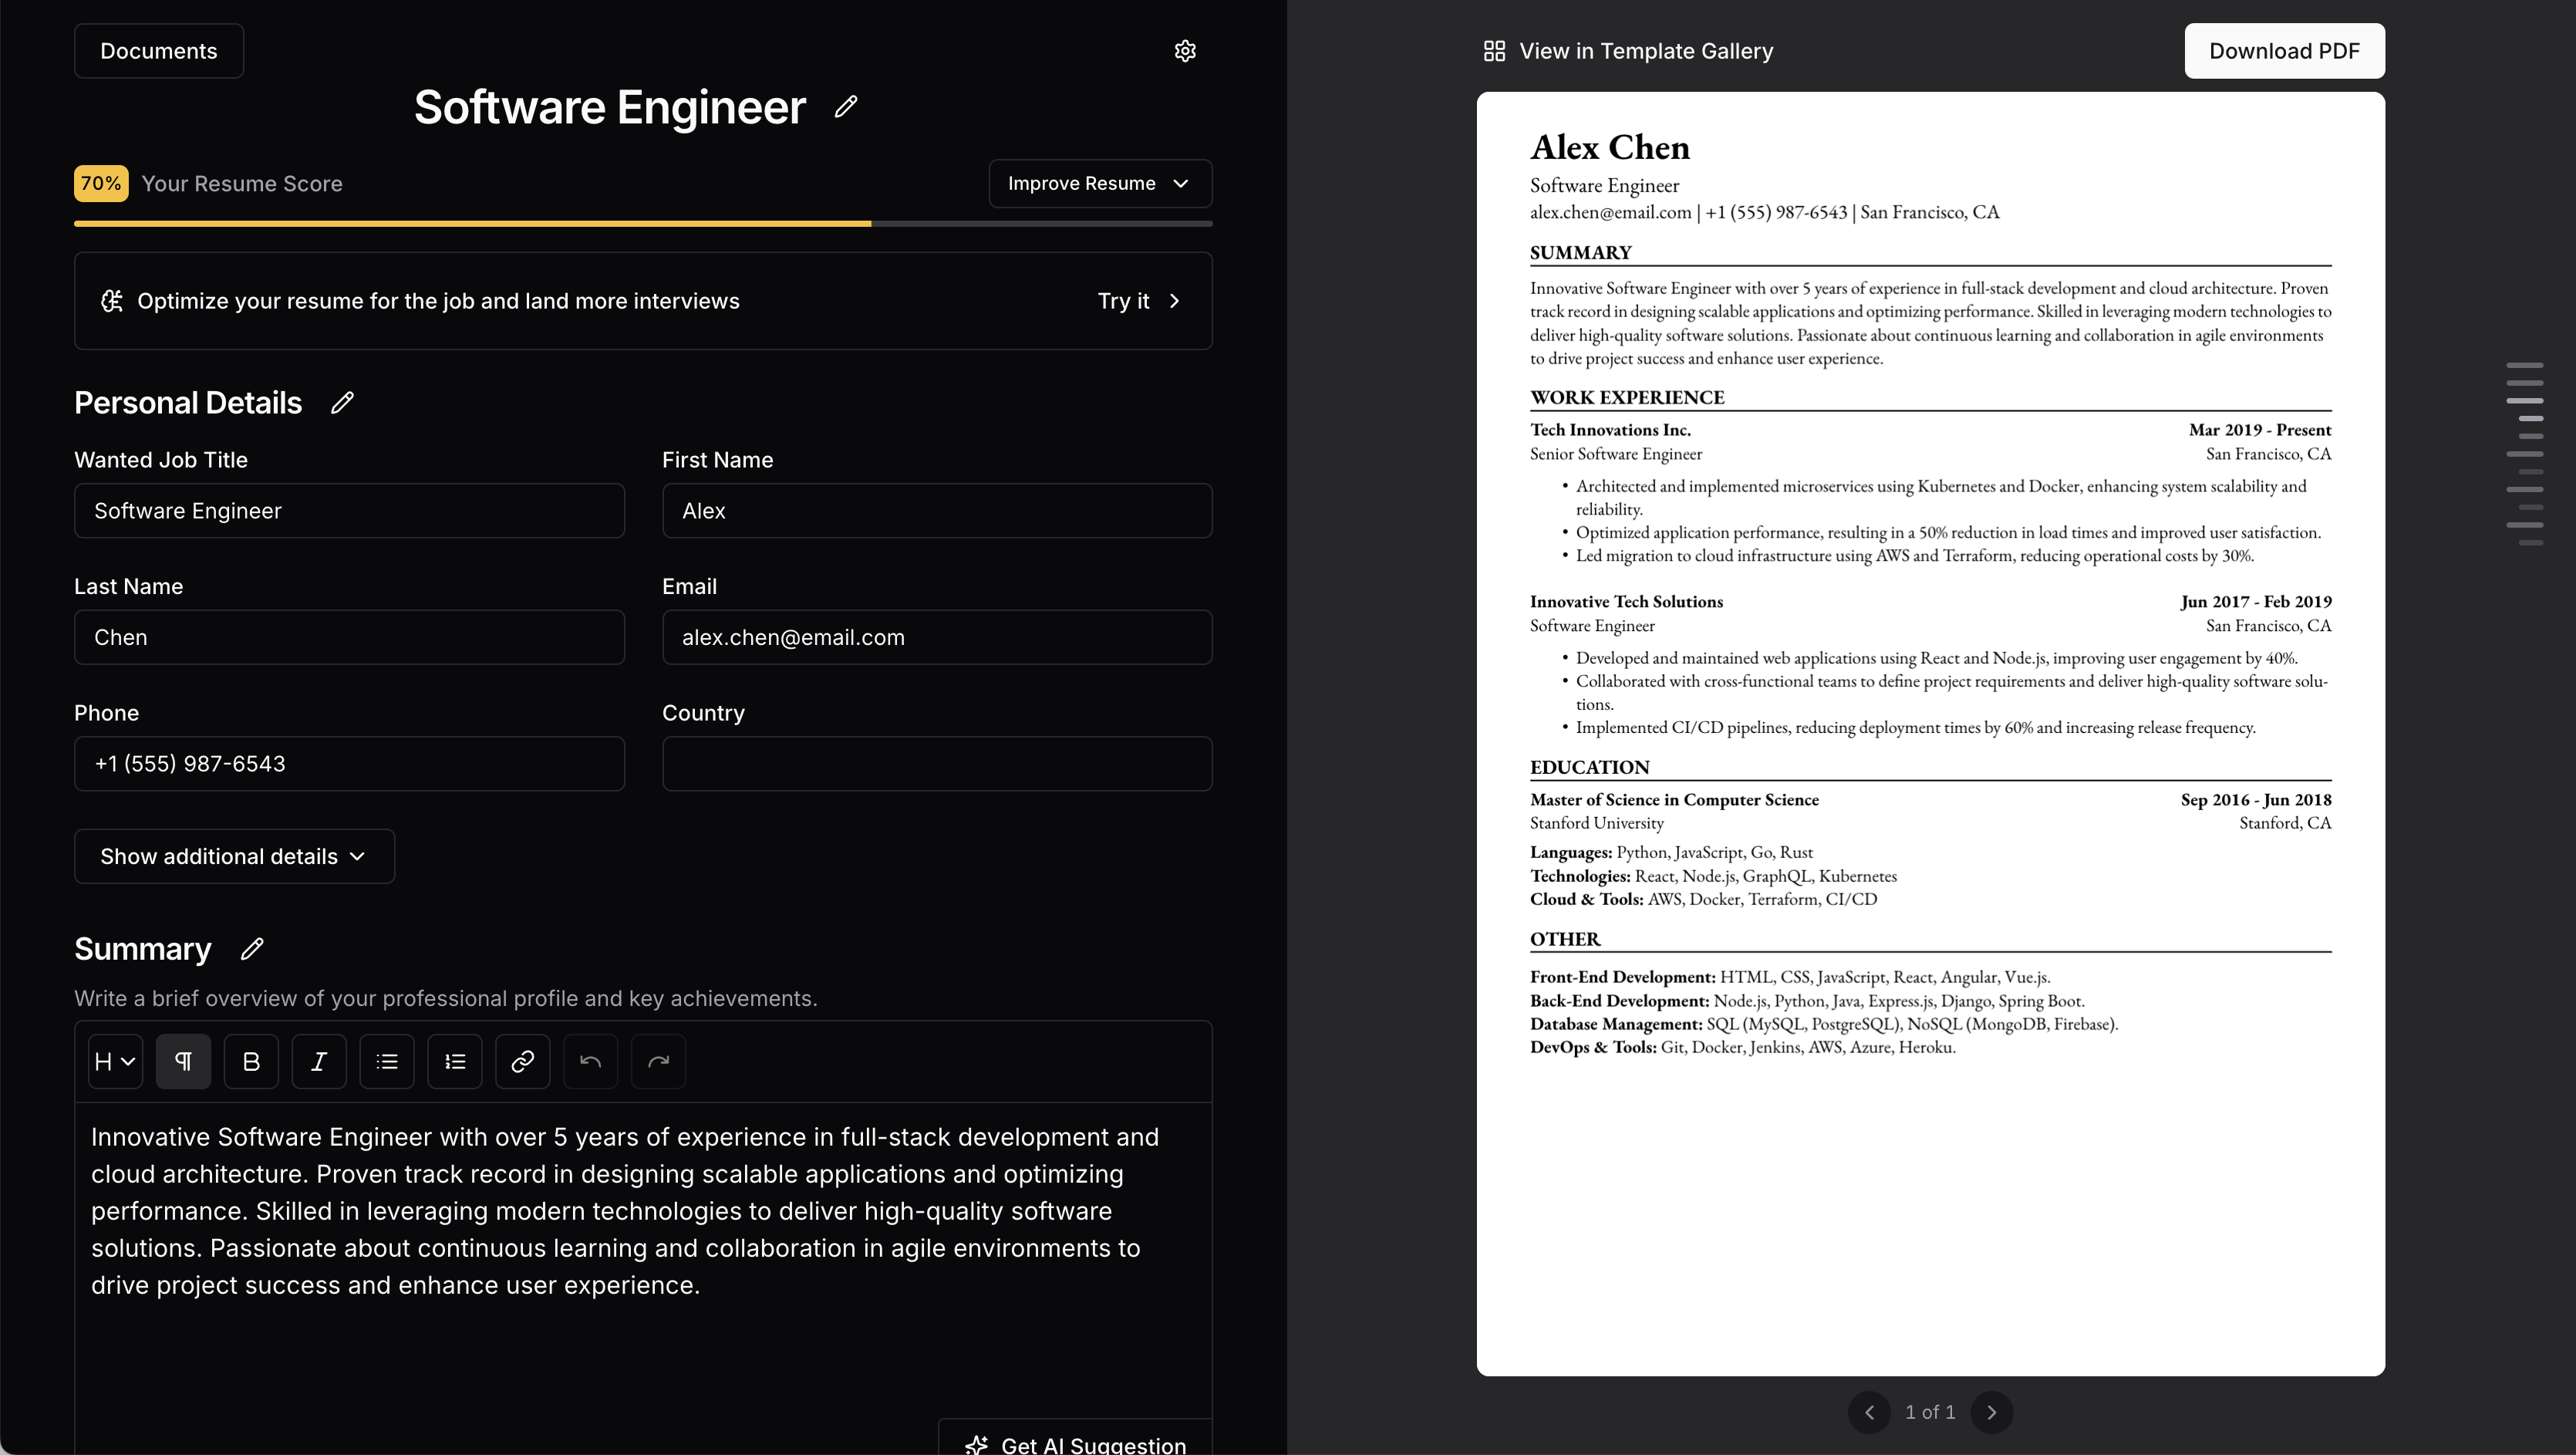 Documents
Software Engineer
70% Your Resume Score
Improve Resume
Optimize your resume for the job and land more interviews
Try it
Personal Details
Wanted Job Title
Software Engineer
First Name
Alex
Last Name
Chen
Email
alex.chen@email.com
Phone
+1 (555) 987-6543
Country
Show additional details
Summary
Write a brief overview of your professional profile and key achievements.
H
B
I
Innovative Software Engineer with over 5 years of experience in full-stack development and
cloud architecture. Proven track record in designing scalable applications and optimizing
performance. Skilled in leveraging modern technologies to deliver high-quality software
solutions. Passionate about continuous learning and collaboration in agile environments to
drive project success and enhance user experience.
Get AI Suggestion
View in Template Gallery
Download PDF
Alex Chen
Software Engineer
alex.chen@email.com | +1 (555) 987-6543 | San Francisco, CA
SUMMARY
Innovative Software Engineer with over 5 years of experience in full-stack development and cloud architecture. Proven
track record in designing scalable applications and optimizing performance. Skilled in leveraging modern technologies to
deliver high-quality software solutions. Passionate about continuous learning and collaboration in agile environments
to drive project success and enhance user experience.
WORK EXPERIENCE
Tech Innovations Inc. Mar 2019 - Present
Senior Software Engineer San Francisco, CA
• Architected and implemented microservices using Kubernetes and Docker, enhancing system scalability and
reliability.
• Optimized application performance, resulting in a 50% reduction in load times and improved user satisfaction.
• Led migration to cloud infrastructure using AWS and Terraform, reducing operational costs by 30%.
Innovative Tech Solutions Jun 2017 - Feb 2019
Software Engineer San Francisco, CA
• Developed and maintained web applications using React and Node.js, improving user engagement by 40%.
• Collaborated with cross-functional teams to define project requirements and deliver high-quality software solu-
tions.
• Implemented CI/CD pipelines, reducing deployment times by 60% and increasing release frequency.
EDUCATION
Master of Science in Computer Science Sep 2016 - Jun 2018
Stanford University Stanford, CA
Languages: Python, JavaScript, Go, Rust
Technologies: React, Node.js, GraphQL, Kubernetes
Cloud & Tools: AWS, Docker, Terraform, CI/CD
OTHER
Front-End Development: HTML, CSS, JavaScript, React, Angular, Vue.js.
Back-End Development: Node.js, Python, Java, Express.js, Django, Spring Boot.
Database Management: SQL (MySQL, PostgreSQL), NoSQL (MongoDB, Firebase).
DevOps & Tools: Git, Docker, Jenkins, AWS, Azure, Heroku.
1 of 1